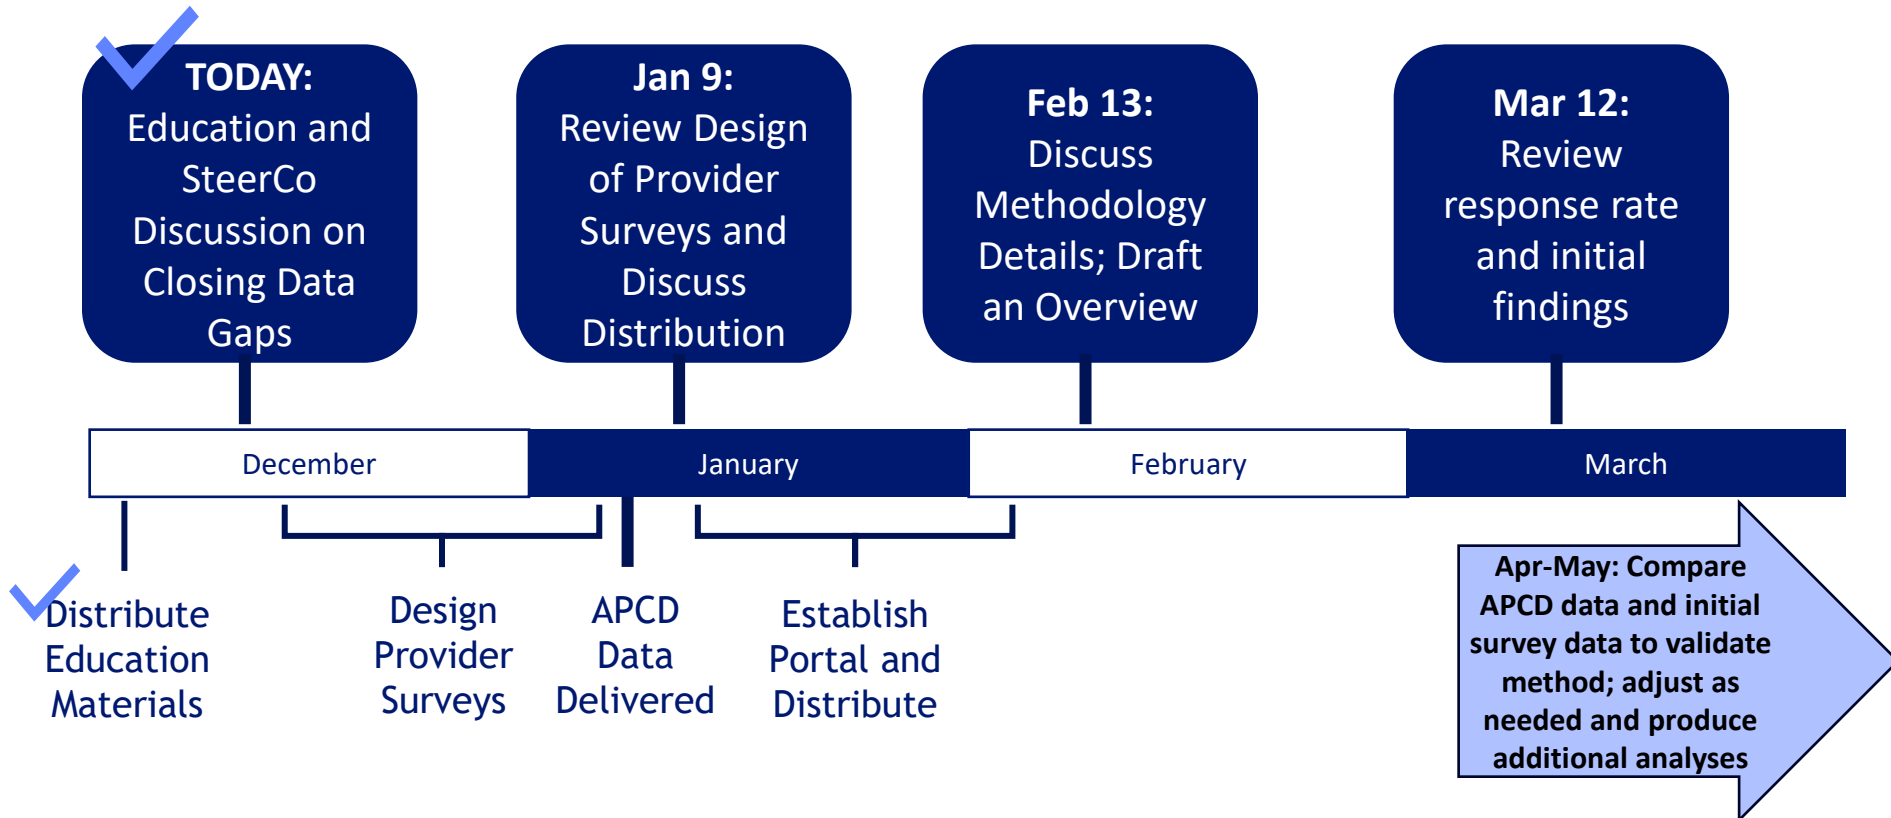 TODAY:
Education and
SteerCo
Discussion on
Closing Data
Gaps
Jan 9:
Review Design
of Provider
Surveys and
Discuss
Distribution
Feb 13:
Discuss
Methodology
Details; Draft
an Overview
Mar 12:
Review
response rate
and initial
findings
December
January
February
March
Distribute
Education
Materials
Design
Provider
Surveys
APCD
Data
Delivered
Establish
Portal and
Distribute
Apr-May: Compare
APCD data and initial
survey data to validate
method; adjust as
needed and produce
additional analyses